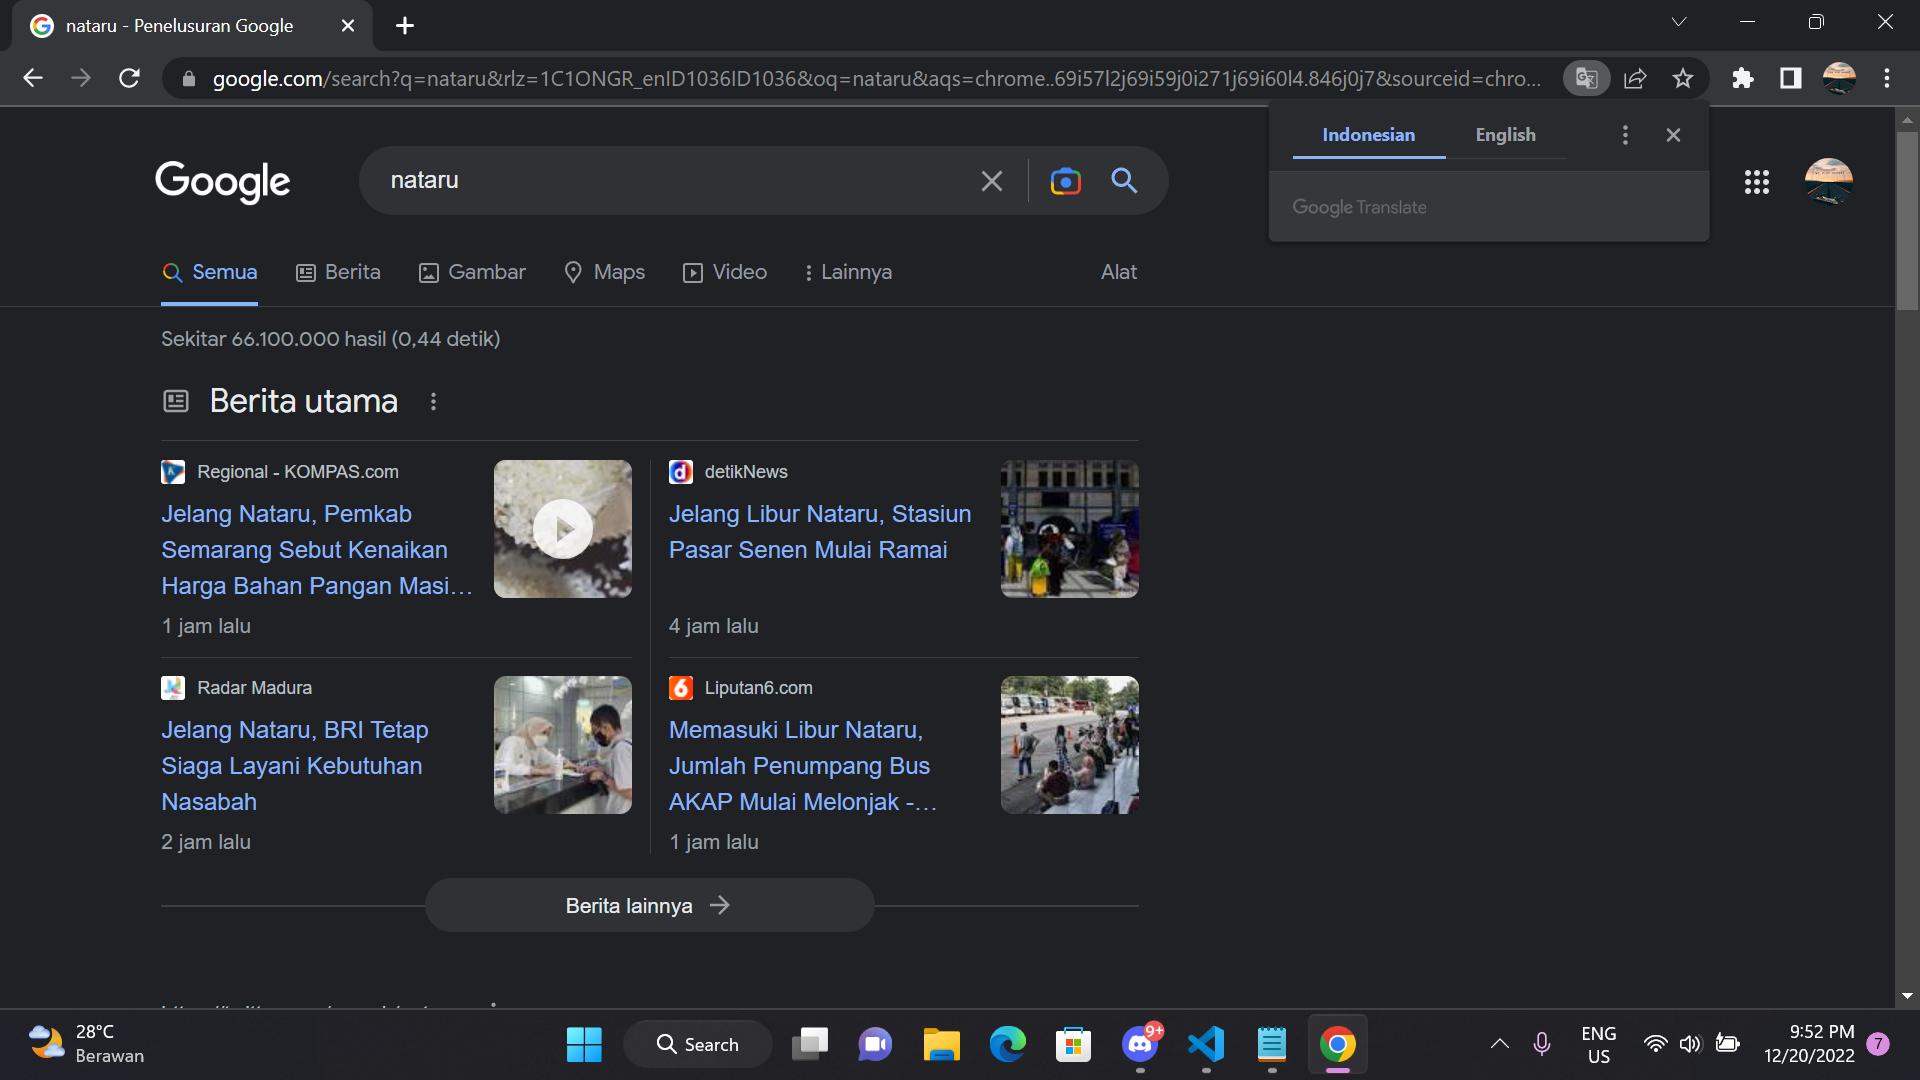 nataru - Penelusuran Google
google.com/search?q=nataru&rlz=1C1ONGR_enID1036ID1036&oq=nataru&aqs=chrome..69i57l2j69i59j0i271j69i60l4.846j0j7&sourceid=chro...
Indonesian English
Google Translate
Google
nataru
Semua Berita Gambar Maps Video Lainnya Alat
Sekitar 66.100.000 hasil (0,44 detik)
Berita utama
Regional - KOMPAS.com
Jelang Nataru, Pemkab
Semarang Sebut Kenaikan
Harga Bahan Pangan Masi...
1 jam lalu
detikNews
Jelang Libur Nataru, Stasiun
Pasar Senen Mulai Ramai
4 jam lalu
Radar Madura
Jelang Nataru, BRI Tetap
Siaga Layani Kebutuhan
Nasabah
2 jam lalu
Liputan6.com
Memasuki Libur Nataru,
Jumlah Penumpang Bus
AKAP Mulai Melonjak -...
1 jam lalu
Berita lainnya
28°C
Berawan
Search
9+
ENG
US
9:52 PM
12/20/2022
7